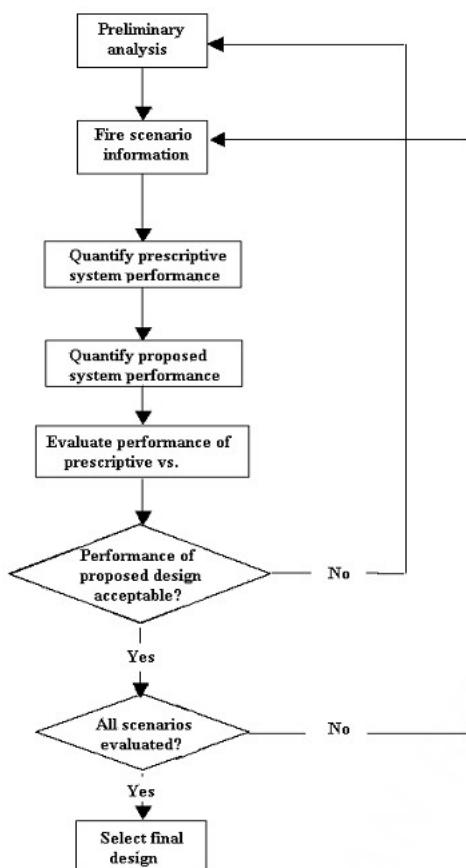 Preliminary
analysis
Fire scenario
information
Quantify prescriptive
system performance
Quantify proposed
system performance
Evaluate performance of
prescriptive vs.
Performance of
proposed design
acceptable?
No
Yes
All scenarios
evaluated?
No
Yes
Select final
design